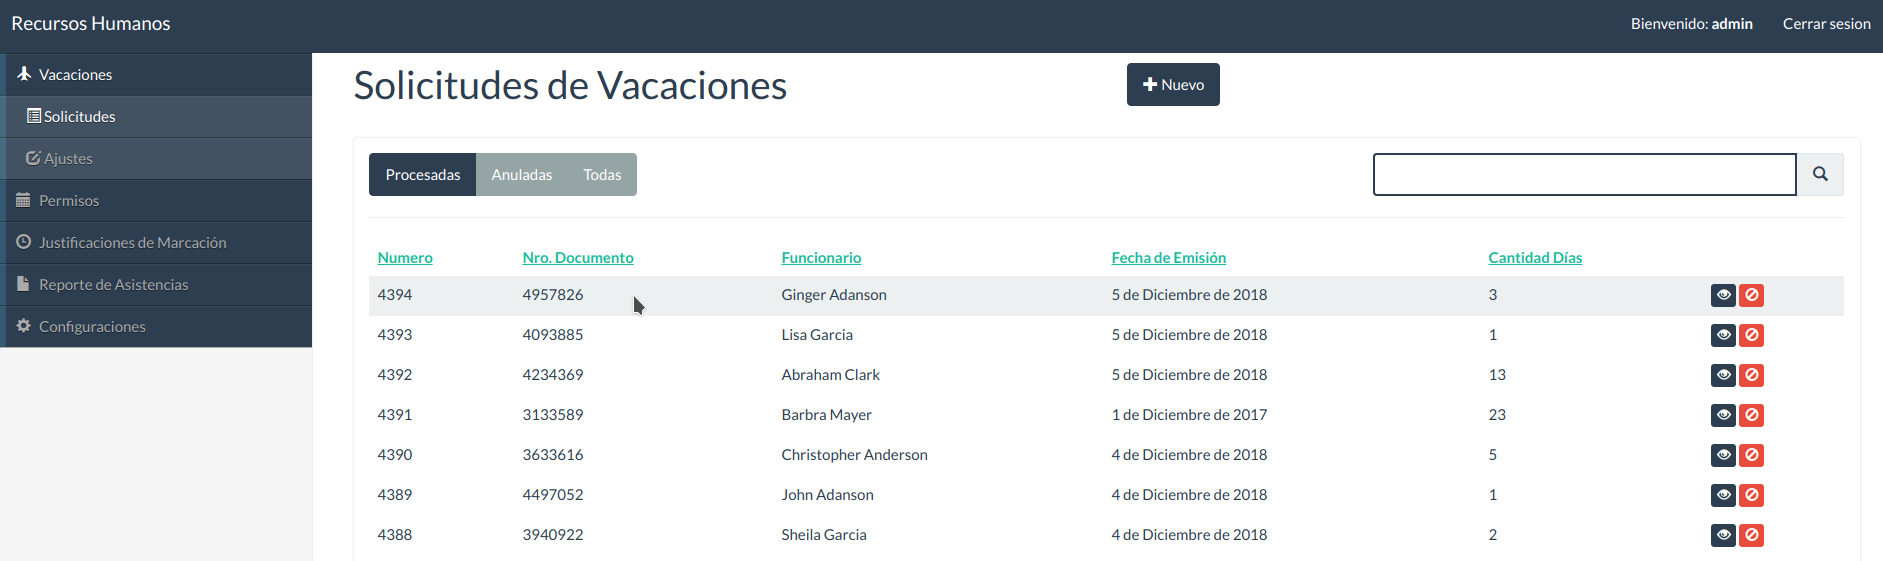 Recursos Humanos
Bienvenido: admin
Cerrar sesion
Vacaciones
Solicitudes
Ajustes
Permisos
Justificaciones de Marcación
Reporte de Asistencias
Configuraciones
Solicitudes de Vacaciones
Nuevo
Procesadas Anuladas Todas
Numero Nro. Documento Funcionario Fecha de Emisión Cantidad Días
4394 4957826 Ginger Adanson 5 de Diciembre de 2018 3
4393 4093885 Lisa Garcia 5 de Diciembre de 2018 1
4392 4234369 Abraham Clark 5 de Diciembre de 2018 13
4391 3133589 Barbra Mayer 1 de Diciembre de 2017 23
4390 3633616 Christopher Anderson 4 de Diciembre de 2018 5
4389 4497052 John Adanson 4 de Diciembre de 2018 1
4388 3940922 Sheila Garcia 4 de Diciembre de 2018 2